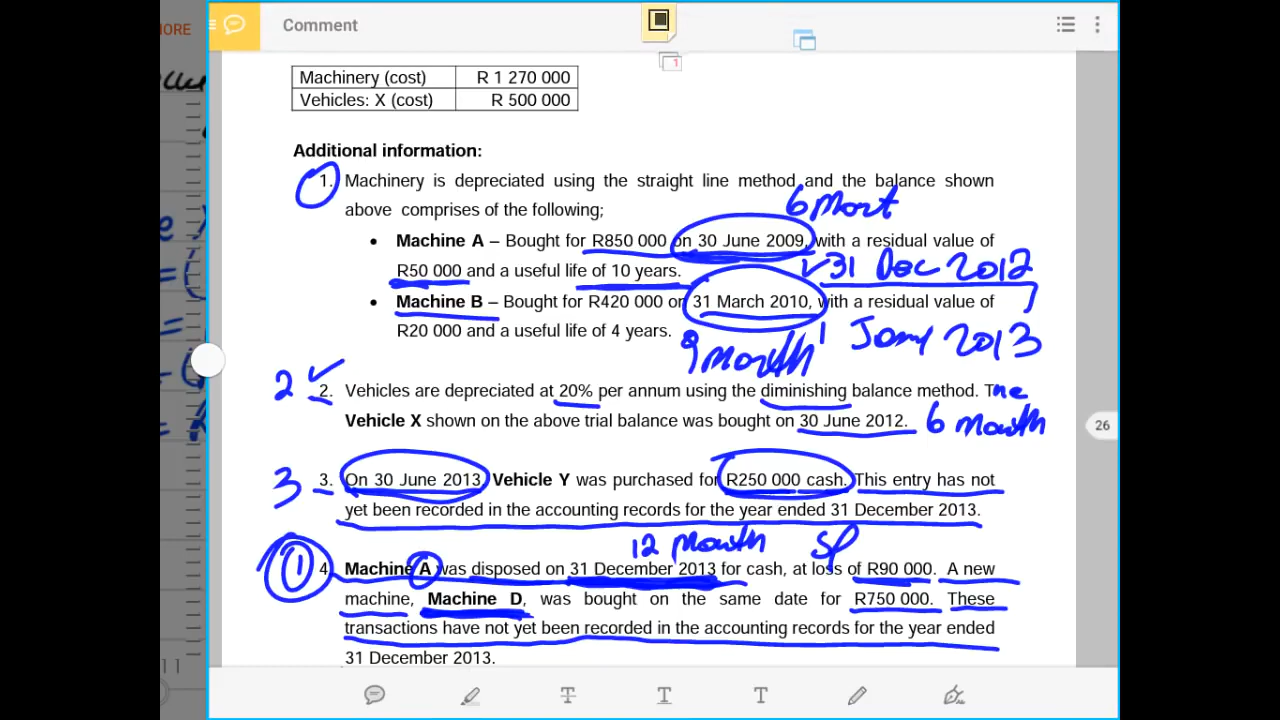 MORE
Comment
1
Machinery (cost) R 1 270 000
Vehicles: X (cost) R 500 000
Additional information:
1. Machinery is depreciated using the straight line method and the balance shown
above comprises of the following;
6 Mont
• Machine A – Bought for R850 000 on 30 June 2009, with a residual value of
R50 000 and a useful life of 10 years.
31 Dec 2012
• Machine B – Bought for R420 000 on 31 March 2010, with a residual value of
R20 000 and a useful life of 4 years.
1 Jany 2013
9 month
2 2. Vehicles are depreciated at 20% per annum using the diminishing balance method. The
Vehicle X shown on the above trial balance was bought on 30 June 2012. 6 month
26
3 3. On 30 June 2013 Vehicle Y was purchased for R250 000 cash. This entry has not
yet been recorded in the accounting records for the year ended 31 December 2013.
12 month SP
1 4. Machine A was disposed on 31 December 2013 for cash, at loss of R90 000. A new
machine, Machine D, was bought on the same date for R750 000. These
transactions have not yet been recorded in the accounting records for the year ended
31 December 2013.
11